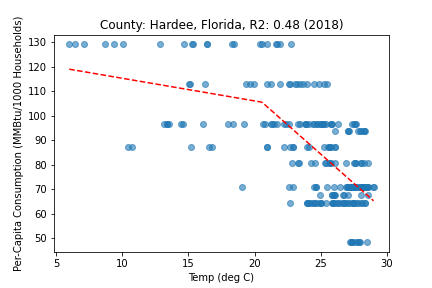 County: Hardee, Florida, R2: 0.48 (2018)
Per-Capita Consumption (MMBtu/1000 Households)
130
120
110
100
90
80
70
60
50
5 10 15 20 25 30
Temp (deg C)